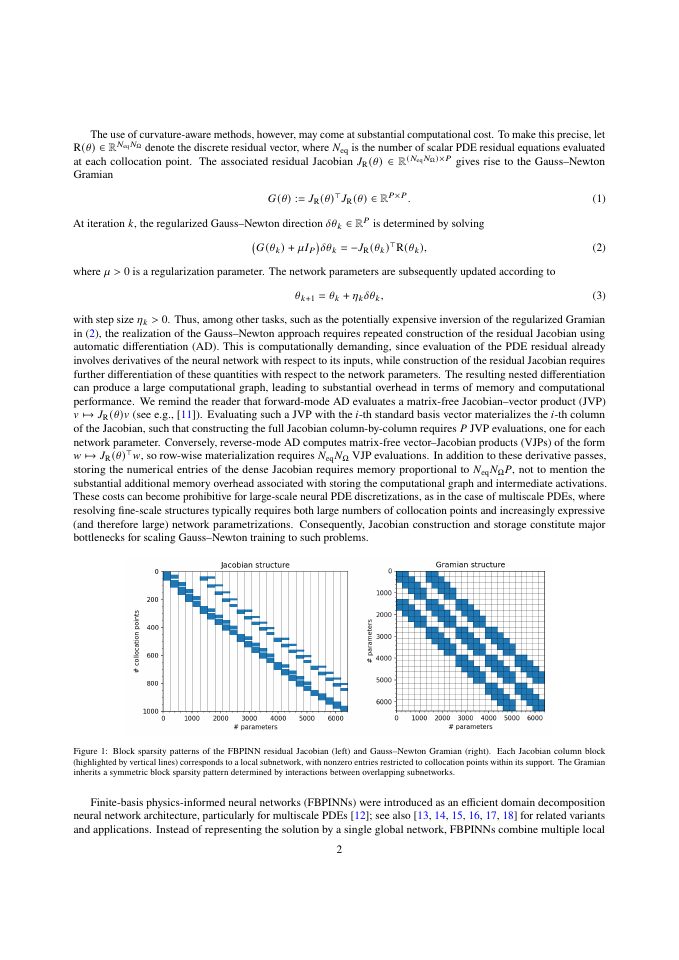 The use of curvature-aware methods, however, may come at substantial computational cost. To make this precise, let
R(θ) ∈ ℝ^{N_eq N_Ω} denote the discrete residual vector, where N_eq is the number of scalar PDE residual equations evaluated
at each collocation point. The associated residual Jacobian J_R(θ) ∈ ℝ^{(N_eq N_Ω)×P} gives rise to the Gauss–Newton
Gramian
G(θ) := J_R(θ)^⊤ J_R(θ) ∈ ℝ^{P×P}. (1)
At iteration k, the regularized Gauss–Newton direction δθ_k ∈ ℝ^P is determined by solving
(G(θ_k) + μI_P)δθ_k = −J_R(θ_k)^⊤ R(θ_k), (2)
where μ > 0 is a regularization parameter. The network parameters are subsequently updated according to
θ_{k+1} = θ_k + η_k δθ_k, (3)
with step size η_k > 0. Thus, among other tasks, such as the potentially expensive inversion of the regularized Gramian
in (2), the realization of the Gauss–Newton approach requires repeated construction of the residual Jacobian using
automatic differentiation (AD). This is computationally demanding, since evaluation of the PDE residual already
involves derivatives of the neural network with respect to its inputs, while construction of the residual Jacobian requires
further differentiation of these quantities with respect to the network parameters. The resulting nested differentiation
can produce a large computational graph, leading to substantial overhead in terms of memory and computational
performance. We remind the reader that forward-mode AD evaluates a matrix-free Jacobian–vector product (JVP)
v ↦ J_R(θ)v (see e.g., [11]). Evaluating such a JVP with the i-th standard basis vector materializes the i-th column
of the Jacobian, such that constructing the full Jacobian column-by-column requires P JVP evaluations, one for each
network parameter. Conversely, reverse-mode AD computes matrix-free vector–Jacobian products (VJPs) of the form
w ↦ J_R(θ)^⊤ w, so row-wise materialization requires N_eq N_Ω VJP evaluations. In addition to these derivative passes,
storing the numerical entries of the dense Jacobian requires memory proportional to N_eq N_Ω P, not to mention the
substantial additional memory overhead associated with storing the computational graph and intermediate activations.
These costs can become prohibitive for large-scale neural PDE discretizations, as in the case of multiscale PDEs, where
resolving fine-scale structures typically requires both large numbers of collocation points and increasingly expressive
(and therefore large) network parametrizations. Consequently, Jacobian construction and storage constitute major
bottlenecks for scaling Gauss–Newton training to such problems.
Jacobian structure
0
200
400
600
800
1000
# collocation points
0 1000 2000 3000 4000 5000 6000
# parameters
Gramian structure
0
1000
2000
3000
4000
5000
6000
# parameters
0 1000 2000 3000 4000 5000 6000
# parameters
Figure 1: Block sparsity patterns of the FBPINN residual Jacobian (left) and Gauss–Newton Gramian (right). Each Jacobian column block
(highlighted by vertical lines) corresponds to a local subnetwork, with nonzero entries restricted to collocation points within its support. The Gramian
inherits a symmetric block sparsity pattern determined by interactions between overlapping subnetworks.
Finite-basis physics-informed neural networks (FBPINNs) were introduced as an efficient domain decomposition
neural network architecture, particularly for multiscale PDEs [12]; see also [13, 14, 15, 16, 17, 18] for related variants
and applications. Instead of representing the solution by a single global network, FBPINNs combine multiple local
2